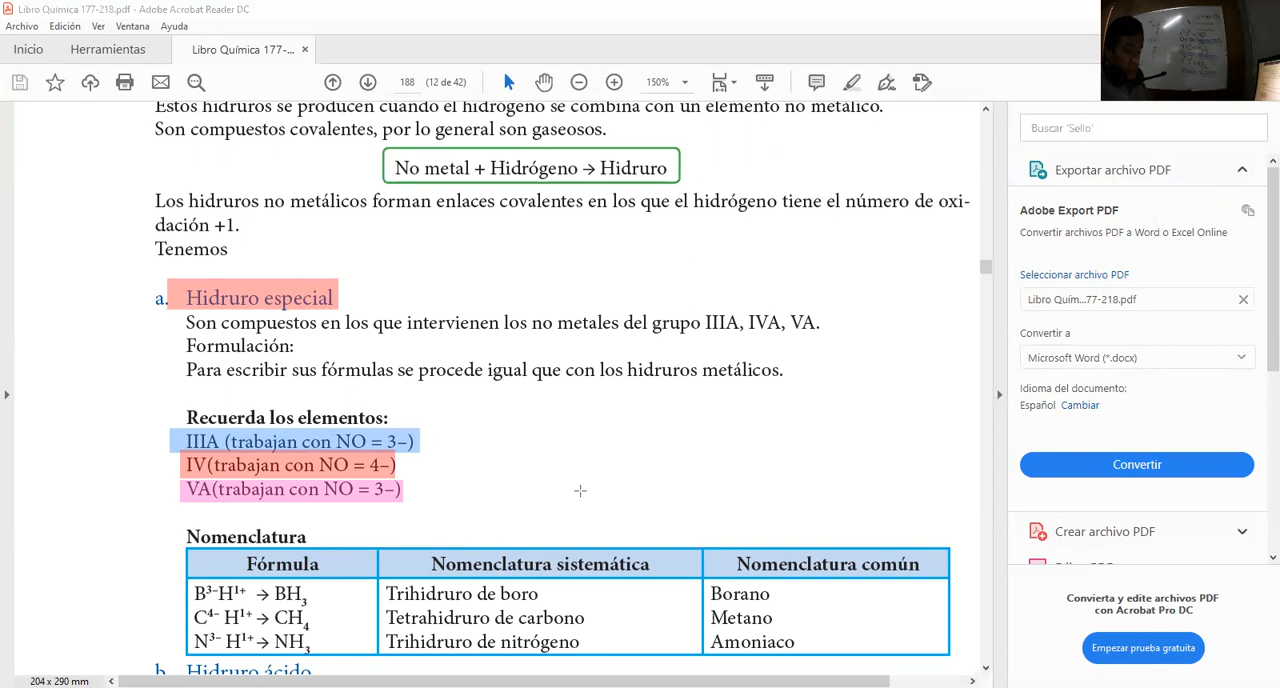 Libro Química 177-218.pdf - Adobe Acrobat Reader DC
Archivo Edición Ver Ventana Ayuda
Inicio Herramientas Libro Química 177-... ×
188 (12 de 42) 150%
Estos hidruros se producen cuando el hidrógeno se combina con un elemento no metálico.
Son compuestos covalentes, por lo general son gaseosos.
No metal + Hidrógeno → Hidruro
Los hidruros no metálicos forman enlaces covalentes en los que el hidrógeno tiene el número de oxi-
dación +1.
Tenemos
a. Hidruro especial
Son compuestos en los que intervienen los no metales del grupo IIIA, IVA, VA.
Formulación:
Para escribir sus fórmulas se procede igual que con los hidruros metálicos.
Recuerda los elementos:
IIIA (trabajan con NO = 3–)
IV(trabajan con NO = 4–)
VA(trabajan con NO = 3–)
Nomenclatura
Fórmula Nomenclatura sistemática Nomenclatura común
B³⁻H¹⁺ → BH₃ Trihidruro de boro Borano
C⁴⁻ H¹⁺→ CH₄ Tetrahidruro de carbono Metano
N³⁻ H¹⁺→ NH₃ Trihidruro de nitrógeno Amoniaco
b. Hidruro ácido
204 x 290 mm
Buscar 'Sello'
Exportar archivo PDF
Adobe Export PDF
Convertir archivos PDF a Word o Excel Online
Seleccionar archivo PDF
Libro Quím...77-218.pdf
Convertir a
Microsoft Word (*.docx)
Idioma del documento:
Español Cambiar
Convertir
Crear archivo PDF
Convierta y edite archivos PDF
con Acrobat Pro DC
Empezar prueba gratuita